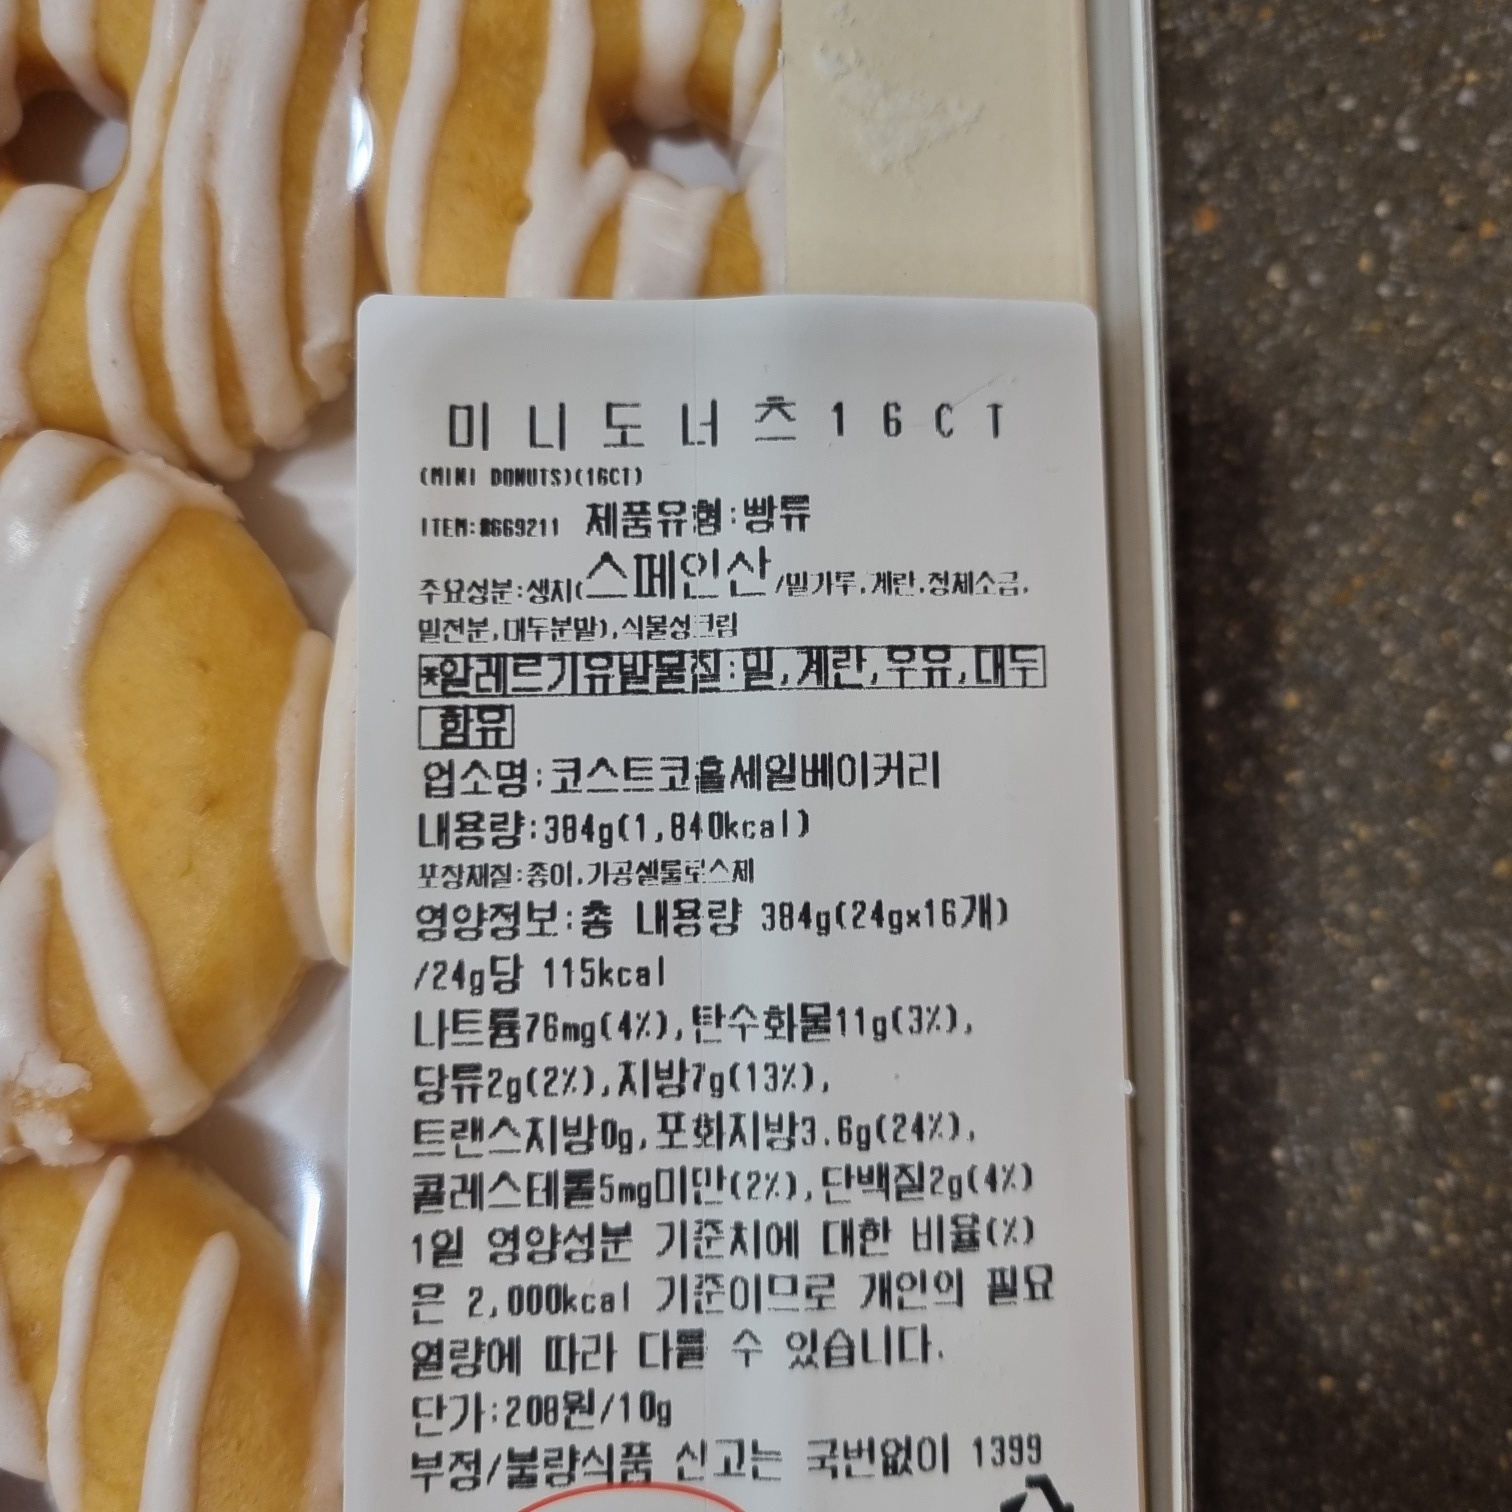 미니도너츠16CT
(MINI DONUTS)(16CT)
ITEM:#669211 제품유형:빵류
주요성분:생지(스페인산/밀가루,계란,정제소금,
밀전분,대두분말),식물성크림
*알레르기유발물질:밀,계란,우유,대두
함유
업소명:코스트코홀세일베이커리
내용량:384g(1,840kcal)
포장재질:종이,가공셀룰로스제
영양정보:총 내용량 384g(24gx16개)
/24g당 115kcal
나트륨76mg(4%),탄수화물11g(3%),
당류2g(2%),지방7g(13%),
트랜스지방0g,포화지방3.6g(24%),
콜레스테롤5mg미만(2%),단백질2g(4%)
1일 영양성분 기준치에 대한 비율(%)
은 2,000kcal 기준이므로 개인의 필요
열량에 따라 다를 수 있습니다.
단가:208원/10g
부정/불량식품 신고는 국번없이 1399